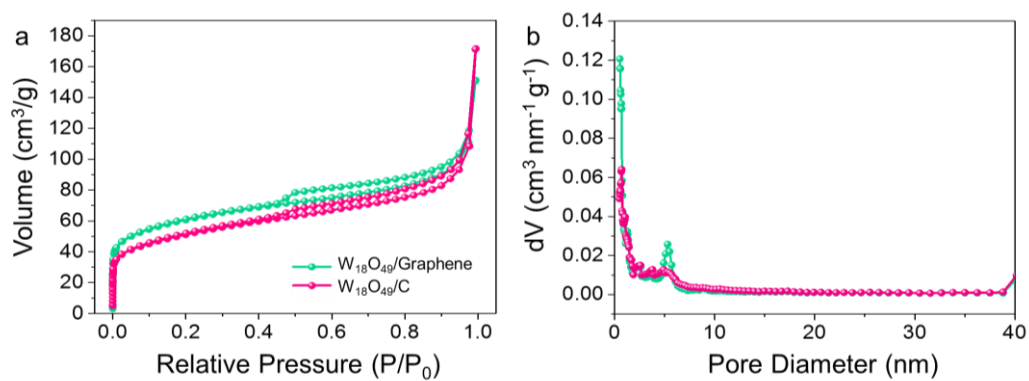 a
180
160
140
120
100
80
60
40
20
0
Volume (cm³/g)
W₁₈O₄₉/Graphene
W₁₈O₄₉/C
0.0 0.2 0.4 0.6 0.8 1.0
Relative Pressure (P/P₀)
b
0.14
0.12
0.10
0.08
0.06
0.04
0.02
0.00
dV (cm³ nm⁻¹ g⁻¹)
0 10 20 30 40
Pore Diameter (nm)